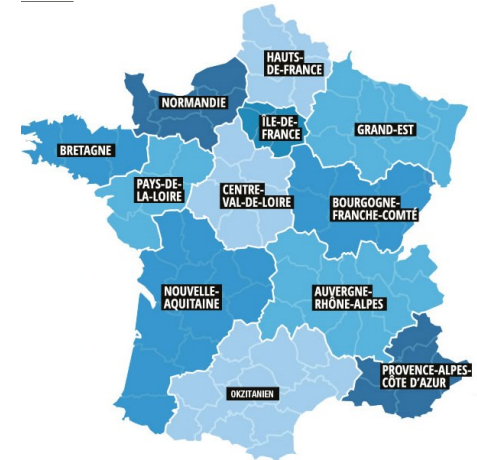 HAUTS-
DE-FRANCE
NORMANDIE
ÎLE-DE-
FRANCE
GRAND-EST
BRETAGNE
PAYS-DE-
LA-LOIRE
CENTRE-
VAL-DE-LOIRE
BOURGOGNE-
FRANCHE-COMTÉ
NOUVELLE-
AQUITAINE
AUVERGNE-
RHÔNE-ALPES
PROVENCE-ALPES-
CÔTE D'AZUR
OKZITANIEN